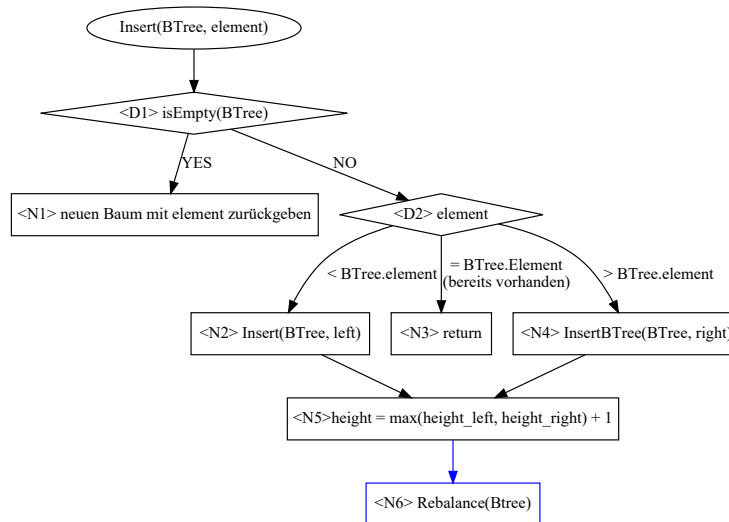 Insert(BTree, element)
<D1> isEmpty(BTree)
YES
NO
<N1> neuen Baum mit element zurückgeben
<D2> element
< BTree.element
= BTree.Element
(bereits vorhanden)
> BTree.element
<N2> Insert(BTree, left)
<N3> return
<N4> InsertBTree(BTree, right)
<N5>height = max(height_left, height_right) + 1
<N6> Rebalance(Btree)